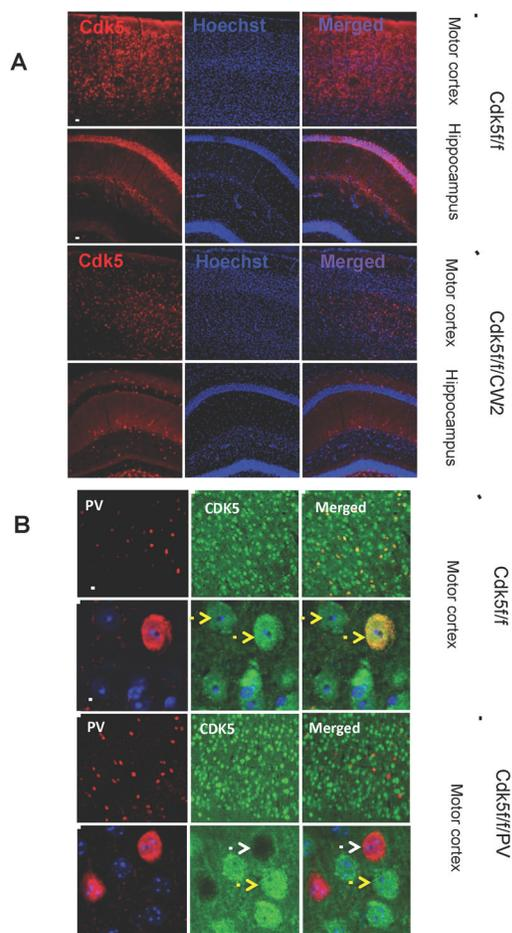 A
Cdk5 Hoechst Merged
Motor cortex
Hippocampus
Cdk5f/f
Cdk5 Hoechst Merged
Motor cortex
Hippocampus
Cdk5f/f/CW2
B
PV CDK5 Merged
Motor cortex
Cdk5f/f
PV CDK5 Merged
Motor cortex
Cdk5f/f/PV